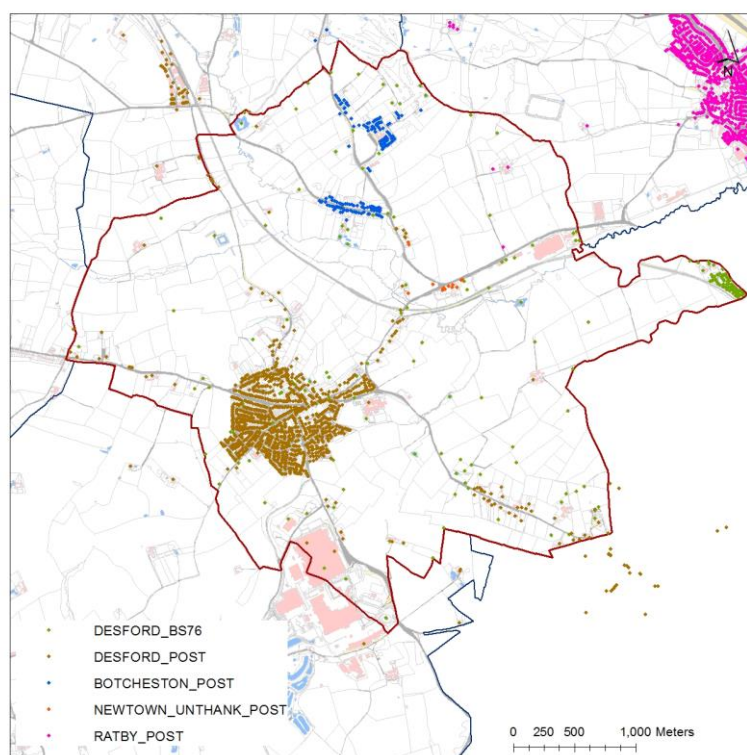 N
DESFORD_BS76
DESFORD_POST
BOTCHESTON_POST
NEWTOWN_UNTHANK_POST
RATBY_POST
0 250 500 1,000 Meters